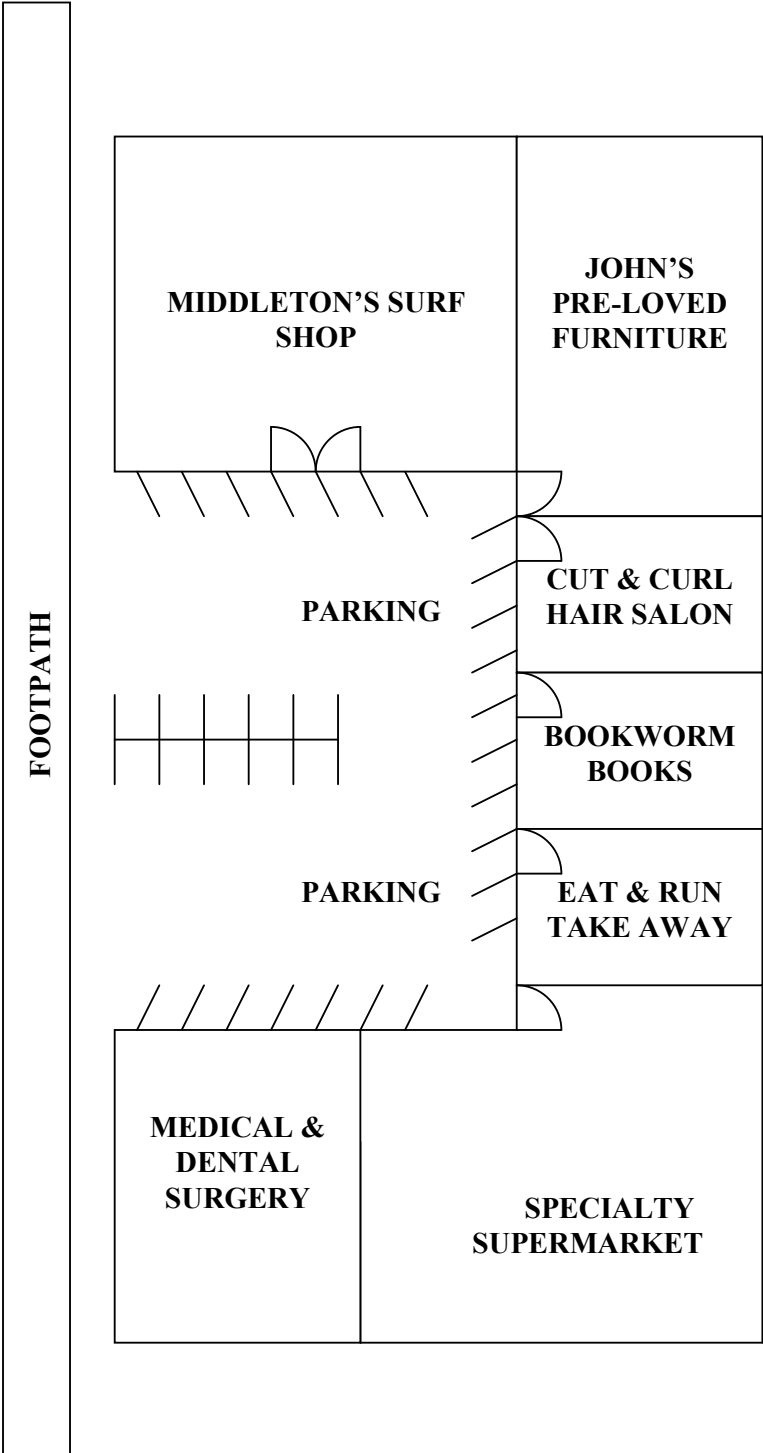 FOOTPATH
MIDDLETON’S SURF
SHOP
JOHN’S
PRE-LOVED
FURNITURE
CUT & CURL
HAIR SALON
PARKING
BOOKWORM
BOOKS
PARKING
EAT & RUN
TAKE AWAY
MEDICAL &
DENTAL
SURGERY
SPECIALTY
SUPERMARKET